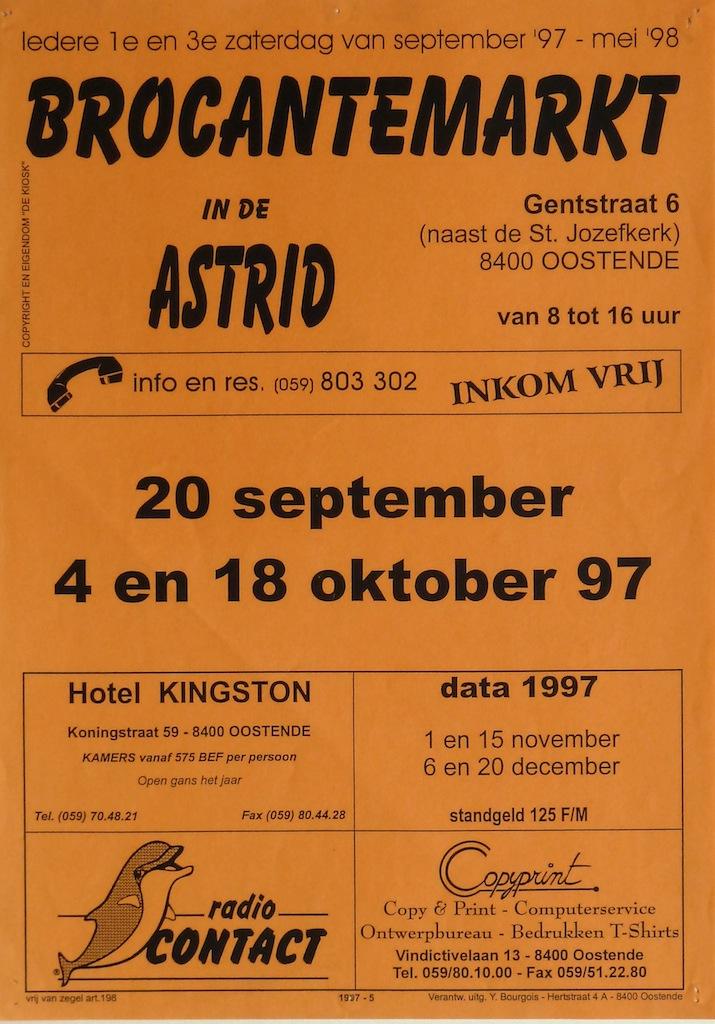 Iedere 1e en 3e zaterdag van september '97 - mei '98
BROCANTEMARKT
IN DE
ASTRID
Gentstraat 6
(naast de St. Jozefkerk)
8400 OOSTENDE
van 8 tot 16 uur
COPYRIGHT EN EIGENDOM "DE KIOSK"
info en res. (059) 803 302
INKOM VRIJ
20 september
4 en 18 oktober 97
Hotel KINGSTON
Koningstraat 59 - 8400 OOSTENDE
KAMERS vanaf 575 BEF per persoon
Open gans het jaar
Tel. (059) 70.48.21 Fax (059) 80.44.28
data 1997
1 en 15 november
6 en 20 december
standgeld 125 F/M
radio
CONTACT
®
Copyprint
Copy & Print - Computerservice
Ontwerpbureau - Bedrukken T-Shirts
Vindictivelaan 13 - 8400 Oostende
Tel. 059/80.10.00 - Fax 059/51.22.80
vrij van zegel art.198 1997 - 5 Verantw. uitg. Y. Bourgois - Hertstraat 4 A - 8400 Oostende